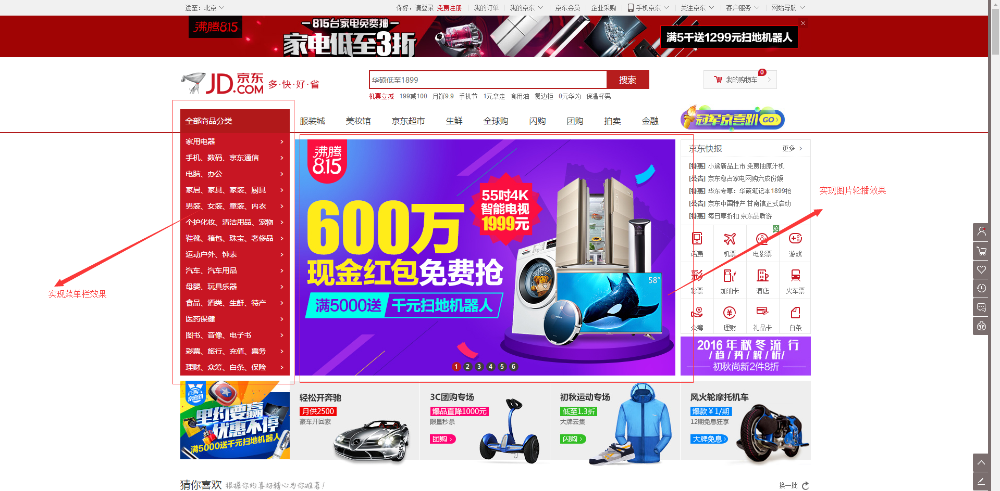 送至：北京
你好，请登录 免费注册 我的订单 我的京东 京东会员 企业采购 手机京东 关注京东 客户服务 网站导航
沸腾815
815台家电免费抽
家电低至3折
满5千送1299元扫地机器人
JD京东
.COM
多·快·好·省
华硕低至1899
搜索
我的购物车
0
机票立减 199减100 月饼9.9 手机节 1元拿走 食用油 餐边柜 0元华为 保温杯男
全部商品分类
服装城 美妆馆 京东超市 生鲜 全球购 闪购 团购 拍卖 金融
冠军京喜趴 GO
家用电器
手机、数码、京东通信
电脑、办公
家居、家具、家装、厨具
男装、女装、童装、内衣
个护化妆、清洁用品、宠物
鞋靴、箱包、珠宝、奢侈品
运动户外、钟表
汽车、汽车用品
母婴、玩具乐器
食品、酒类、生鲜、特产
医药保健
图书、音像、电子书
彩票、旅行、充值、票务
理财、众筹、白条、保险
实现菜单栏效果
沸腾
8.15
55吋4K
智能电视
1999元
600万
现金红包免费抢
满5000送 千元扫地机器人
58"
1 2 3 4 5 6
京东快报
更多
[特惠] 小熊新品上市 免费抽原汁机
[公告] 京东稳占家电网购六成份额
[特惠] 华东专享：华硕笔记本1899抢
[公告] 京东中国特产 甘南馆正式启动
[特惠] 每日享折扣 京东品质游
实现图片轮播效果
抢
话费 机票 电影票 游戏
彩票 加油卡 酒店 火车票
众筹 理财 礼品卡 白条
2016年秋冬流行
/趋/势/解/析/
初秋尚新2件8折
冠军
京喜趴
里约要赢
优惠不停
满5000送千元扫地机器人
轻松开奔驰
月供2500
豪车开回家
3C团购专场
爆品直降1000元
限量秒杀
团购
初秋运动专场
低至1.3折
大牌云集
闪购
风火轮摩托机车
爆款￥1/期
12期免息狂享
大牌免息
猜你喜欢
根据你的喜好精心为你推荐！
换一批